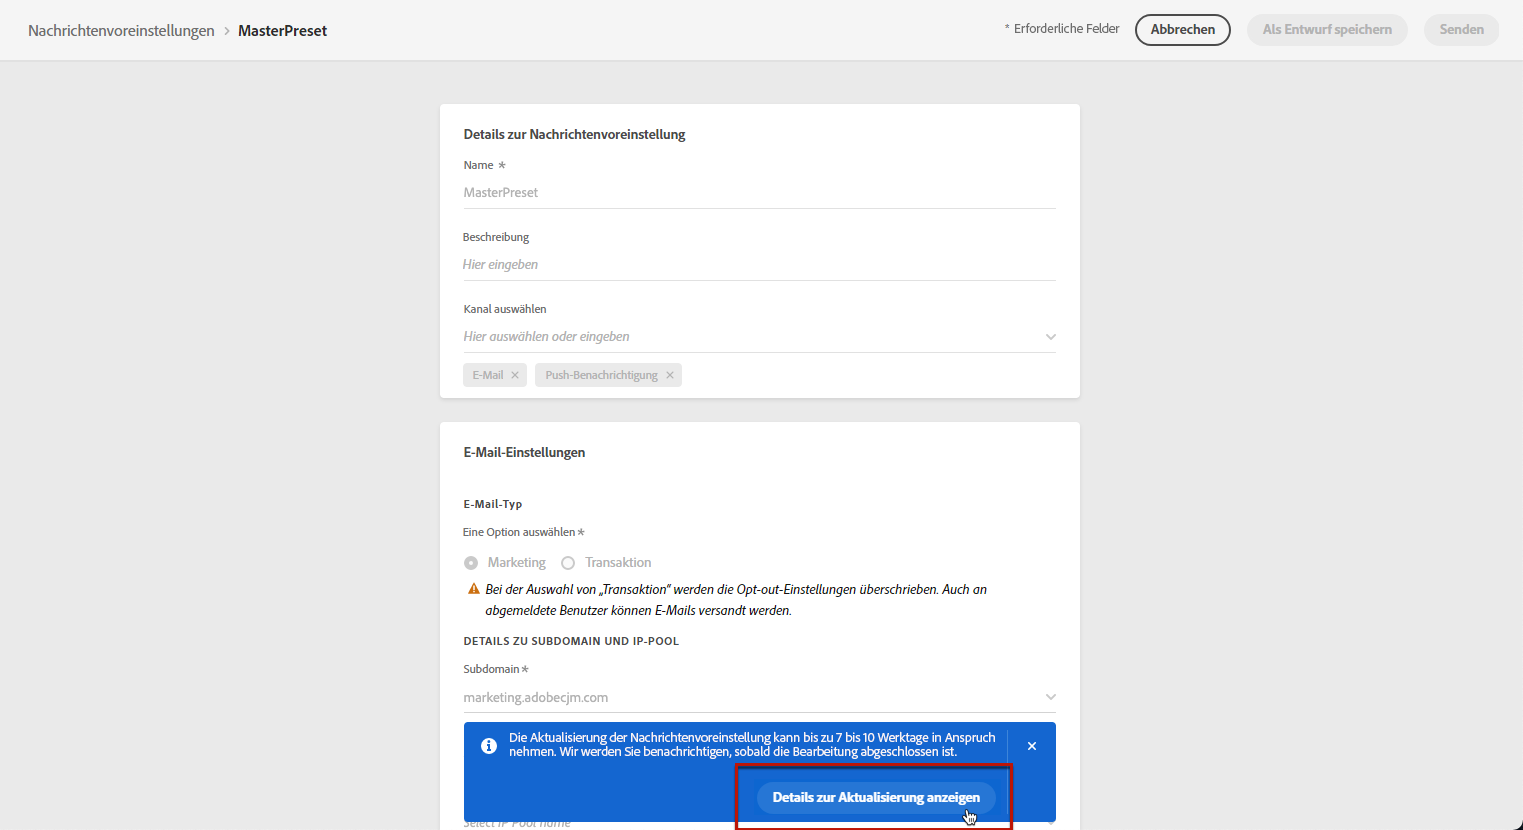 Nachrichtenvoreinstellungen > MasterPreset
* Erforderliche Felder
Abbrechen
Als Entwurf speichern
Senden
Details zur Nachrichtenvoreinstellung
Name *
MasterPreset
Beschreibung
Hier eingeben
Kanal auswählen
Hier auswählen oder eingeben
E-Mail ×
Push-Benachrichtigung ×
E-Mail-Einstellungen
E-Mail-Typ
Eine Option auswählen *
Marketing
Transaktion
Bei der Auswahl von „Transaktion“ werden die Opt-out-Einstellungen überschrieben. Auch an
abgemeldete Benutzer können E-Mails versandt werden.
DETAILS ZU SUBDOMAIN UND IP-POOL
Subdomain *
marketing.adobecjm.com
Die Aktualisierung der Nachrichtenvoreinstellung kann bis zu 7 bis 10 Werktage in Anspruch
nehmen. Wir werden Sie benachrichtigen, sobald die Bearbeitung abgeschlossen ist.
Details zur Aktualisierung anzeigen
Select IP Pool name